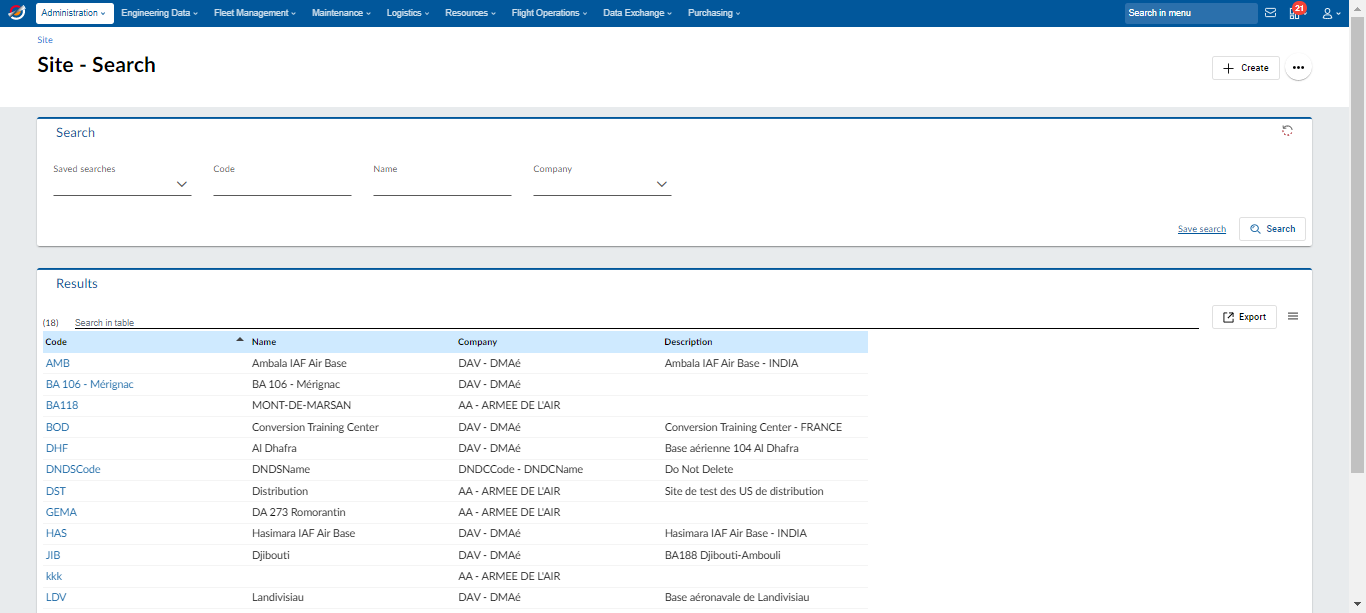 Administration Engineering Data Fleet Management Maintenance Logistics Resources Flight Operations Data Exchange Purchasing Search in menu 21
Site
Site - Search
Create
Search
Saved searches Code Name Company
Save search Search
Results
(18) Search in table Export
Code Name Company Description
AMB Ambala IAF Air Base DAV - DMAé Ambala IAF Air Base - INDIA
BA 106 - Mérignac BA 106 - Mérignac DAV - DMAé
BA118 MONT-DE-MARSAN AA - ARMEE DE L'AIR
BOD Conversion Training Center DAV - DMAé Conversion Training Center - FRANCE
DHF Al Dhafra DAV - DMAé Base aérienne 104 Al Dhafra
DNDSCode DNDSName DNDCCode - DNDCName Do Not Delete
DST Distribution AA - ARMEE DE L'AIR Site de test des US de distribution
GEMA DA 273 Romorantin AA - ARMEE DE L'AIR
HAS Hasimara IAF Air Base DAV - DMAé Hasimara IAF Air Base - INDIA
JIB Djibouti DAV - DMAé BA188 Djibouti-Ambouli
kkk AA - ARMEE DE L'AIR
LDV Landivisiau DAV - DMAé Base aéronavale de Landivisiau